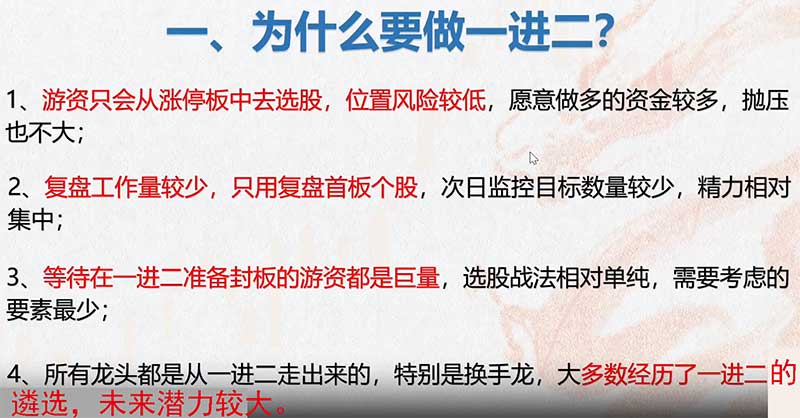 一、为什么要做一进二？
1、游资只会从涨停板中去选股，位置风险较低，愿意做多的资金较多，抛压
也不大；
2、复盘工作量较少，只用复盘首板个股，次日监控目标数量较少，精力相对
集中；
3、等待在一进二准备封板的游资都是巨量，选股战法相对单纯，需要考虑的
要素最少；
4、所有龙头都是从一进二走出来的，特别是换手龙，大多数经历了一进二的
遴选，未来潜力较大。